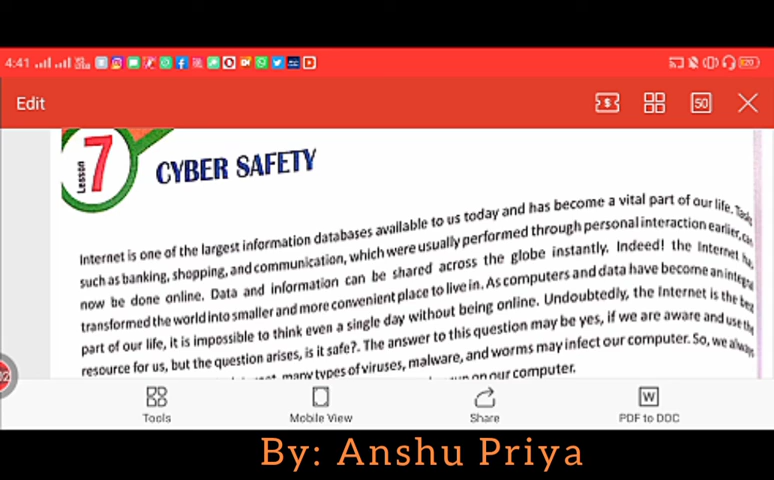 4:41
Edit
50
Lesson 7
CYBER SAFETY
Internet is one of the largest information databases available to us today and has become a vital part of our life. Tasks
such as banking, shopping, and communication, which were usually performed through personal interaction earlier, can
now be done online. Data and information can be shared across the globe instantly. Indeed! the Internet has
transformed the world into smaller and more convenient place to live in. As computers and data have become an integral
part of our life, it is impossible to think even a single day without being online. Undoubtedly, the Internet is the best
resource for us, but the question arises, is it safe?. The answer to this question may be yes, if we are aware and use the
many types of viruses, malware, and worms may infect our computer. So, we always
on our computer.
Tools
Mobile View
Share
W
PDF to DOC
By: Anshu Priya